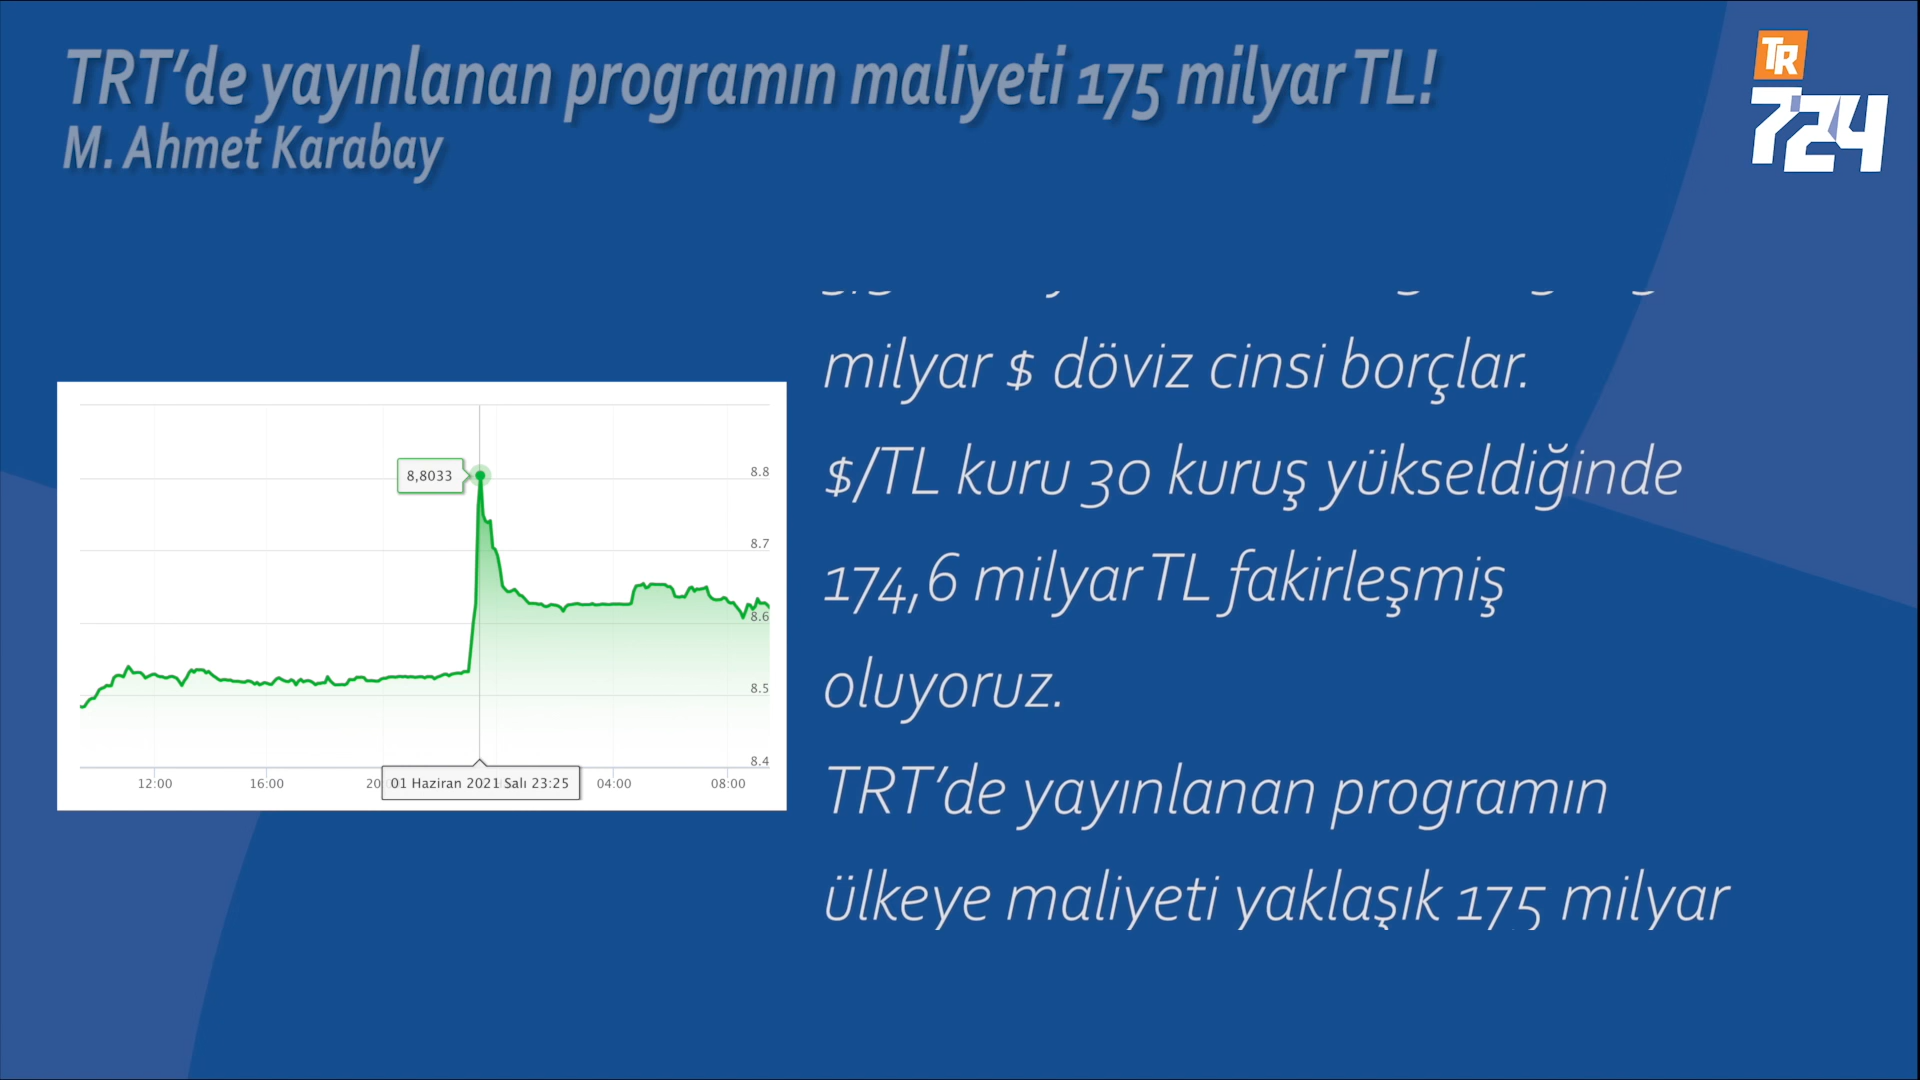 TRT’de yayınlanan programın maliyeti 175 milyar TL!
M. Ahmet Karabay
TR
724
milyar $ döviz cinsi borçlar.
$/TL kuru 30 kuruş yükseldiğinde
174,6 milyar TL fakirleşmiş
oluyoruz.
TRT’de yayınlanan programın
ülkeye maliyeti yaklaşık 175 milyar
8,8033
8.8
8.7
8.6
8.5
8.4
12:00 16:00 20 01 Haziran 2021 Salı 23:25 04:00 08:00